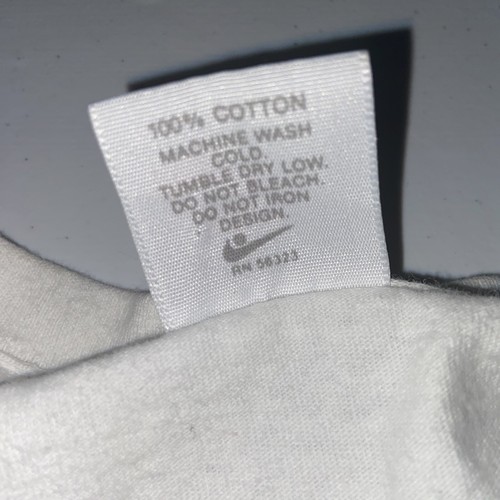 100% COTTON
MACHINE WASH
COLD.
TUMBLE DRY LOW.
DO NOT BLEACH.
DO NOT IRON
DESIGN.
RN 56323